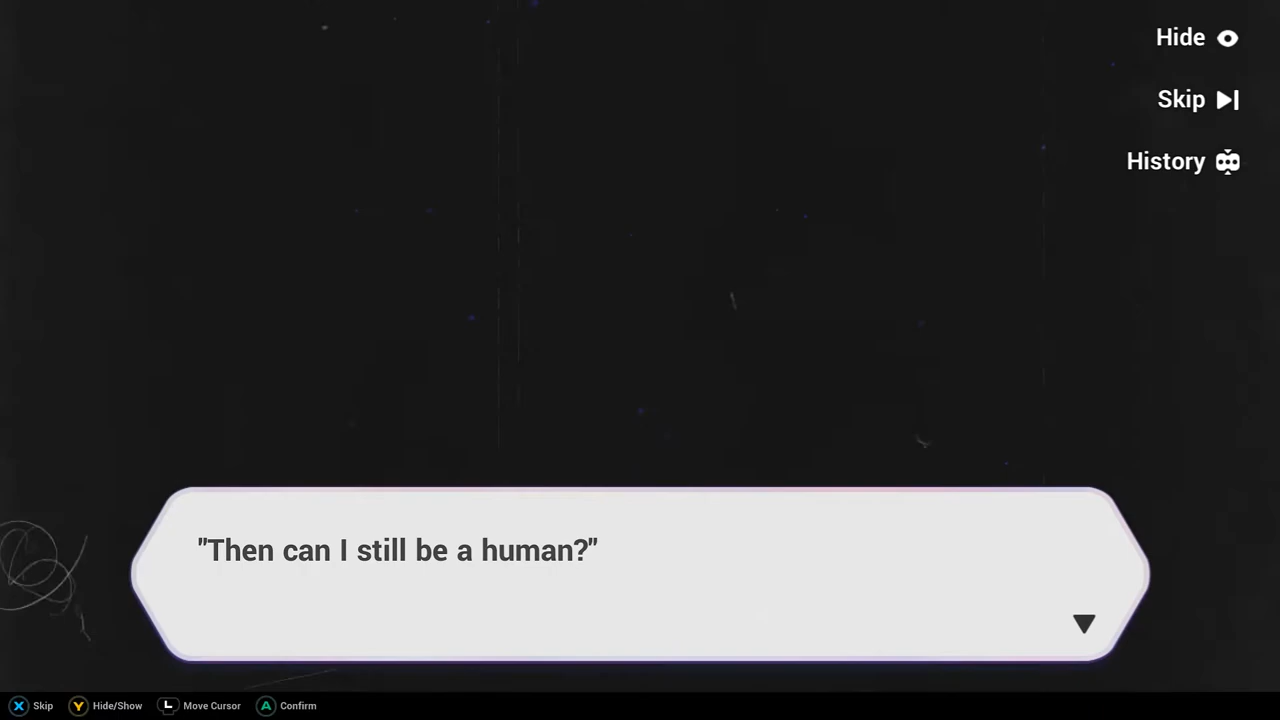 Hide
Skip
History
"Then can I still be a human?"
X Skip Y Hide/Show L Move Cursor A Confirm